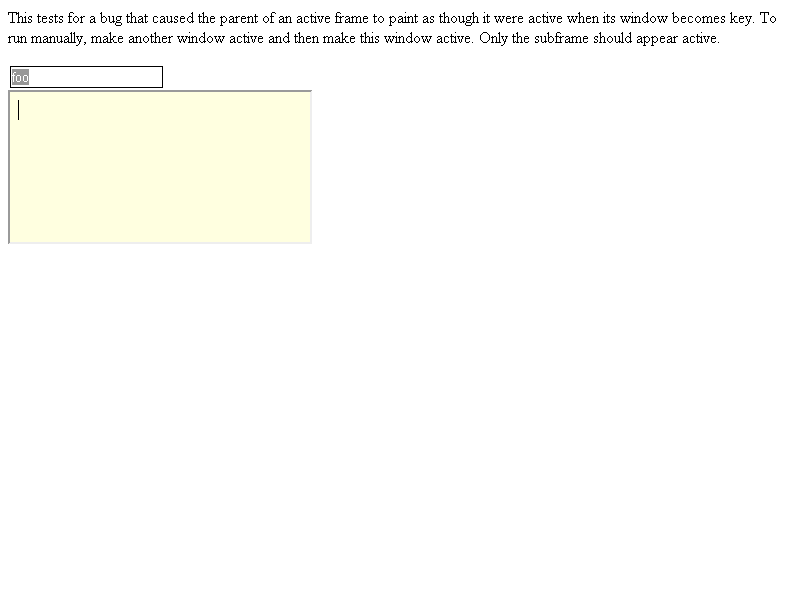 This tests for a bug that caused the parent of an active frame to paint as though it were active when its window becomes key. To
run manually, make another window active and then make this window active. Only the subframe should appear active.
foo